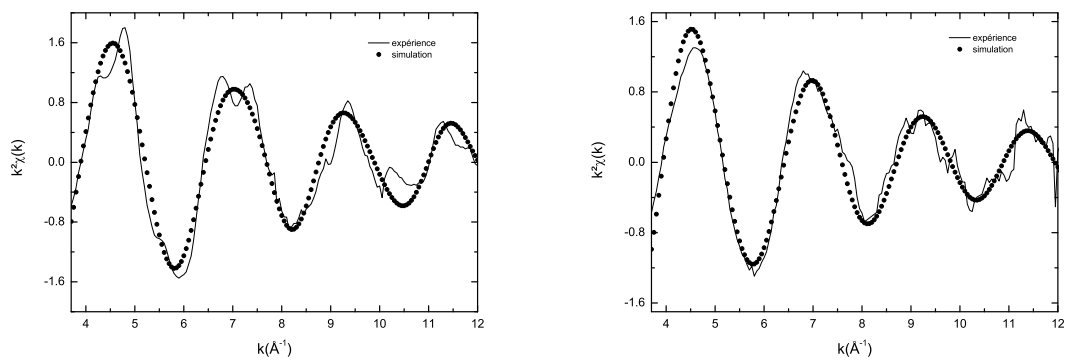 1.6
0.8
0.0
-0.8
-1.6
k²χ(k)
expérience
simulation
4 5 6 7 8 9 10 11 12
k(Å⁻¹)
1.6
0.8
0.0
-0.8
-1.6
k²χ(k)
expérience
simulation
4 5 6 7 8 9 10 11 12
k(Å⁻¹)